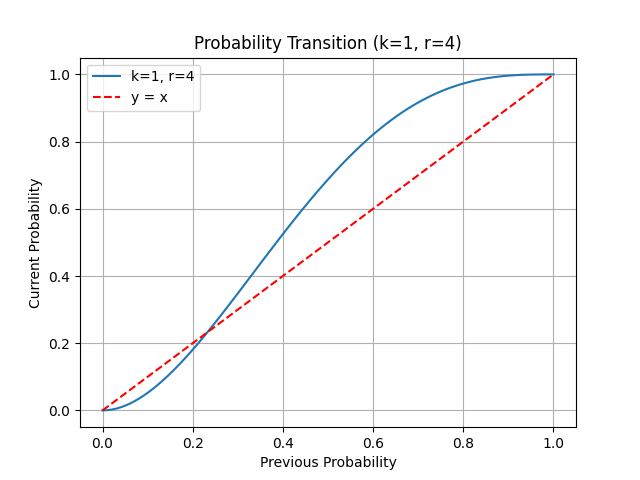 Probability Transition (k=1, r=4)
k=1, r=4
y = x
1.0
0.8
0.6
0.4
0.2
0.0
Current Probability
0.0 0.2 0.4 0.6 0.8 1.0
Previous Probability